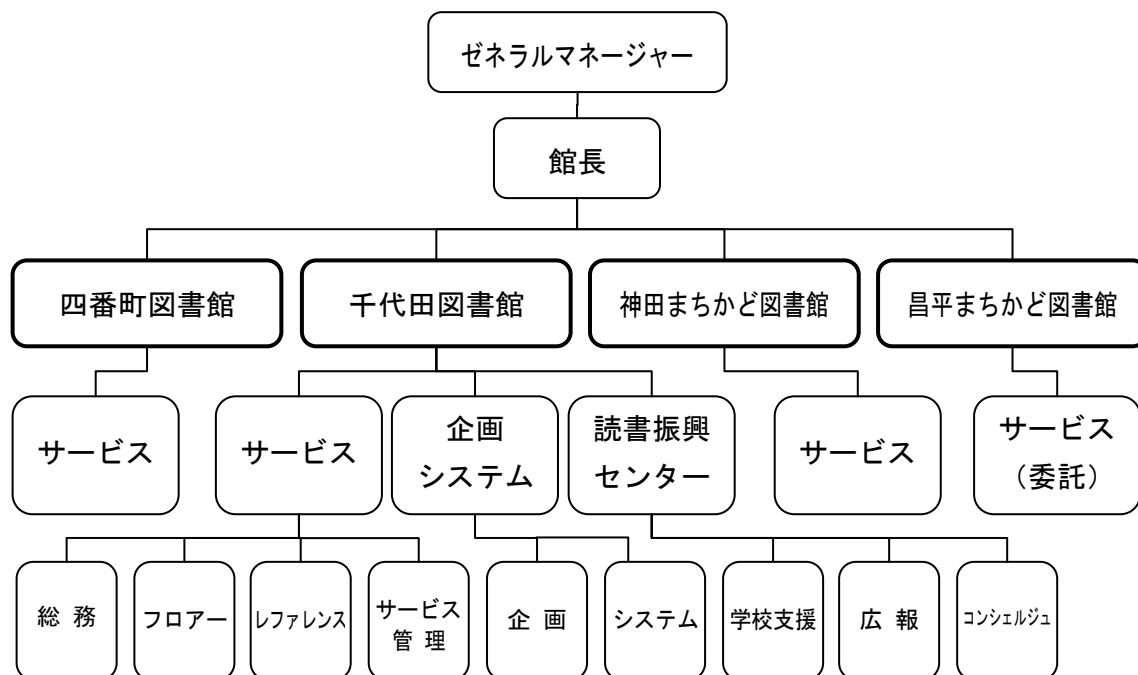 ゼネラルマネージャー
館長
四番町図書館
千代田図書館
神田まちかど図書館
昌平まちかど図書館
サービス
サービス
企画
システム
読書振興
センター
サービス
サービス
（委託）
総 務
フロアー
レファレンス
サービス
管 理
企 画
システム
学校支援
広 報
コンシェルジュ